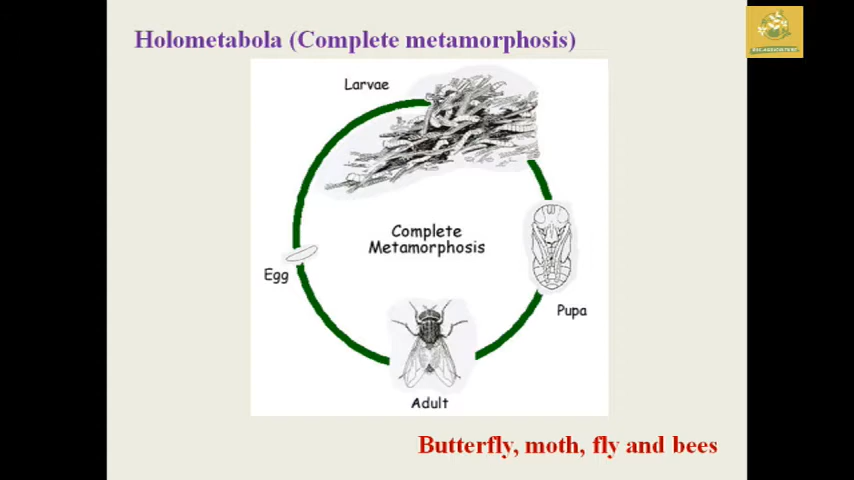 Holometabola (Complete metamorphosis)
Larvae
Complete
Metamorphosis
Egg
Pupa
Adult
Butterfly, moth, fly and bees